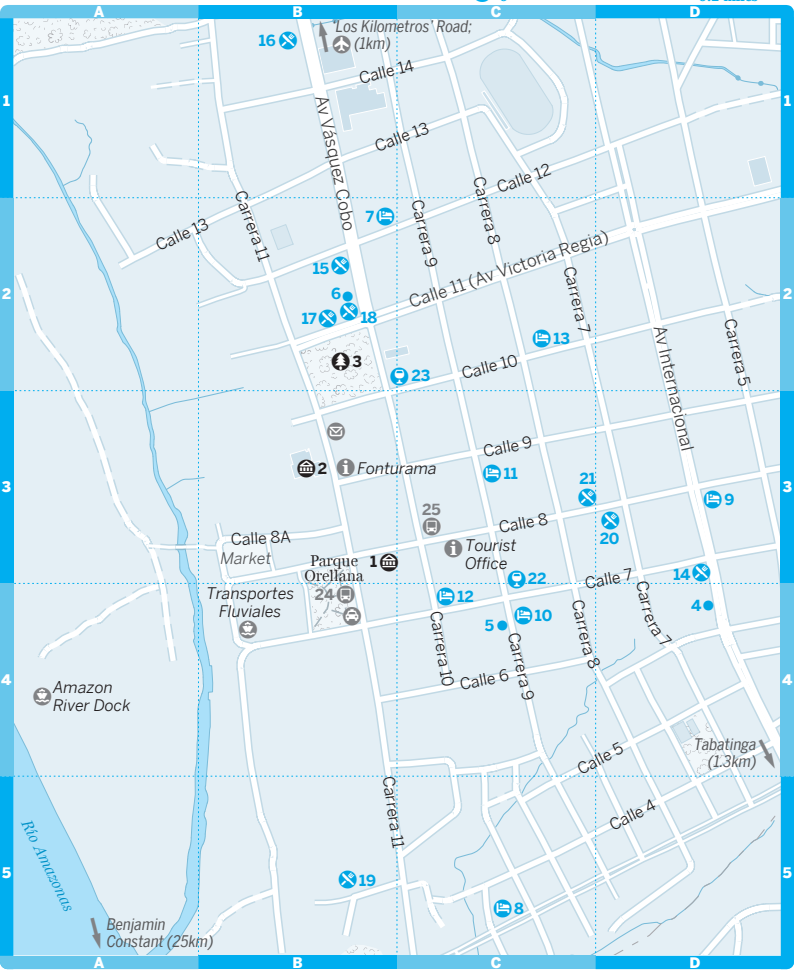 A
B
C
D
'Los Kilometros' Road;
(1km)
16
Calle 14
1
1
Av Vásquez Cobo
Calle 13
Calle 12
Carrera 11
Carrera 9
Carrera 8
7
Calle 13
Calle 11 (Av Victoria Regia)
15
Carrera 7
2
6
2
17
18
13
Av Internacional
Carrera 5
3
Calle 10
23
Calle 9
2
Fonturama
11
21
3
3
9
25
Calle 8
20
Calle 8A
Market
Tourist
Office
Parque
Orellana
1
22
14
Calle 7
Transportes
Fluviales
24
12
4
10
5
Carrera 10
Carrera 9
Carrera 8
Carrera 7
4
Calle 6
4
Amazon
River Dock
Tabatinga
(1.3km)
Calle 5
Carrera 11
Calle 4
Río Amazonas
5
19
5
8
Benjamin
Constant (25km)
A
B
C
D